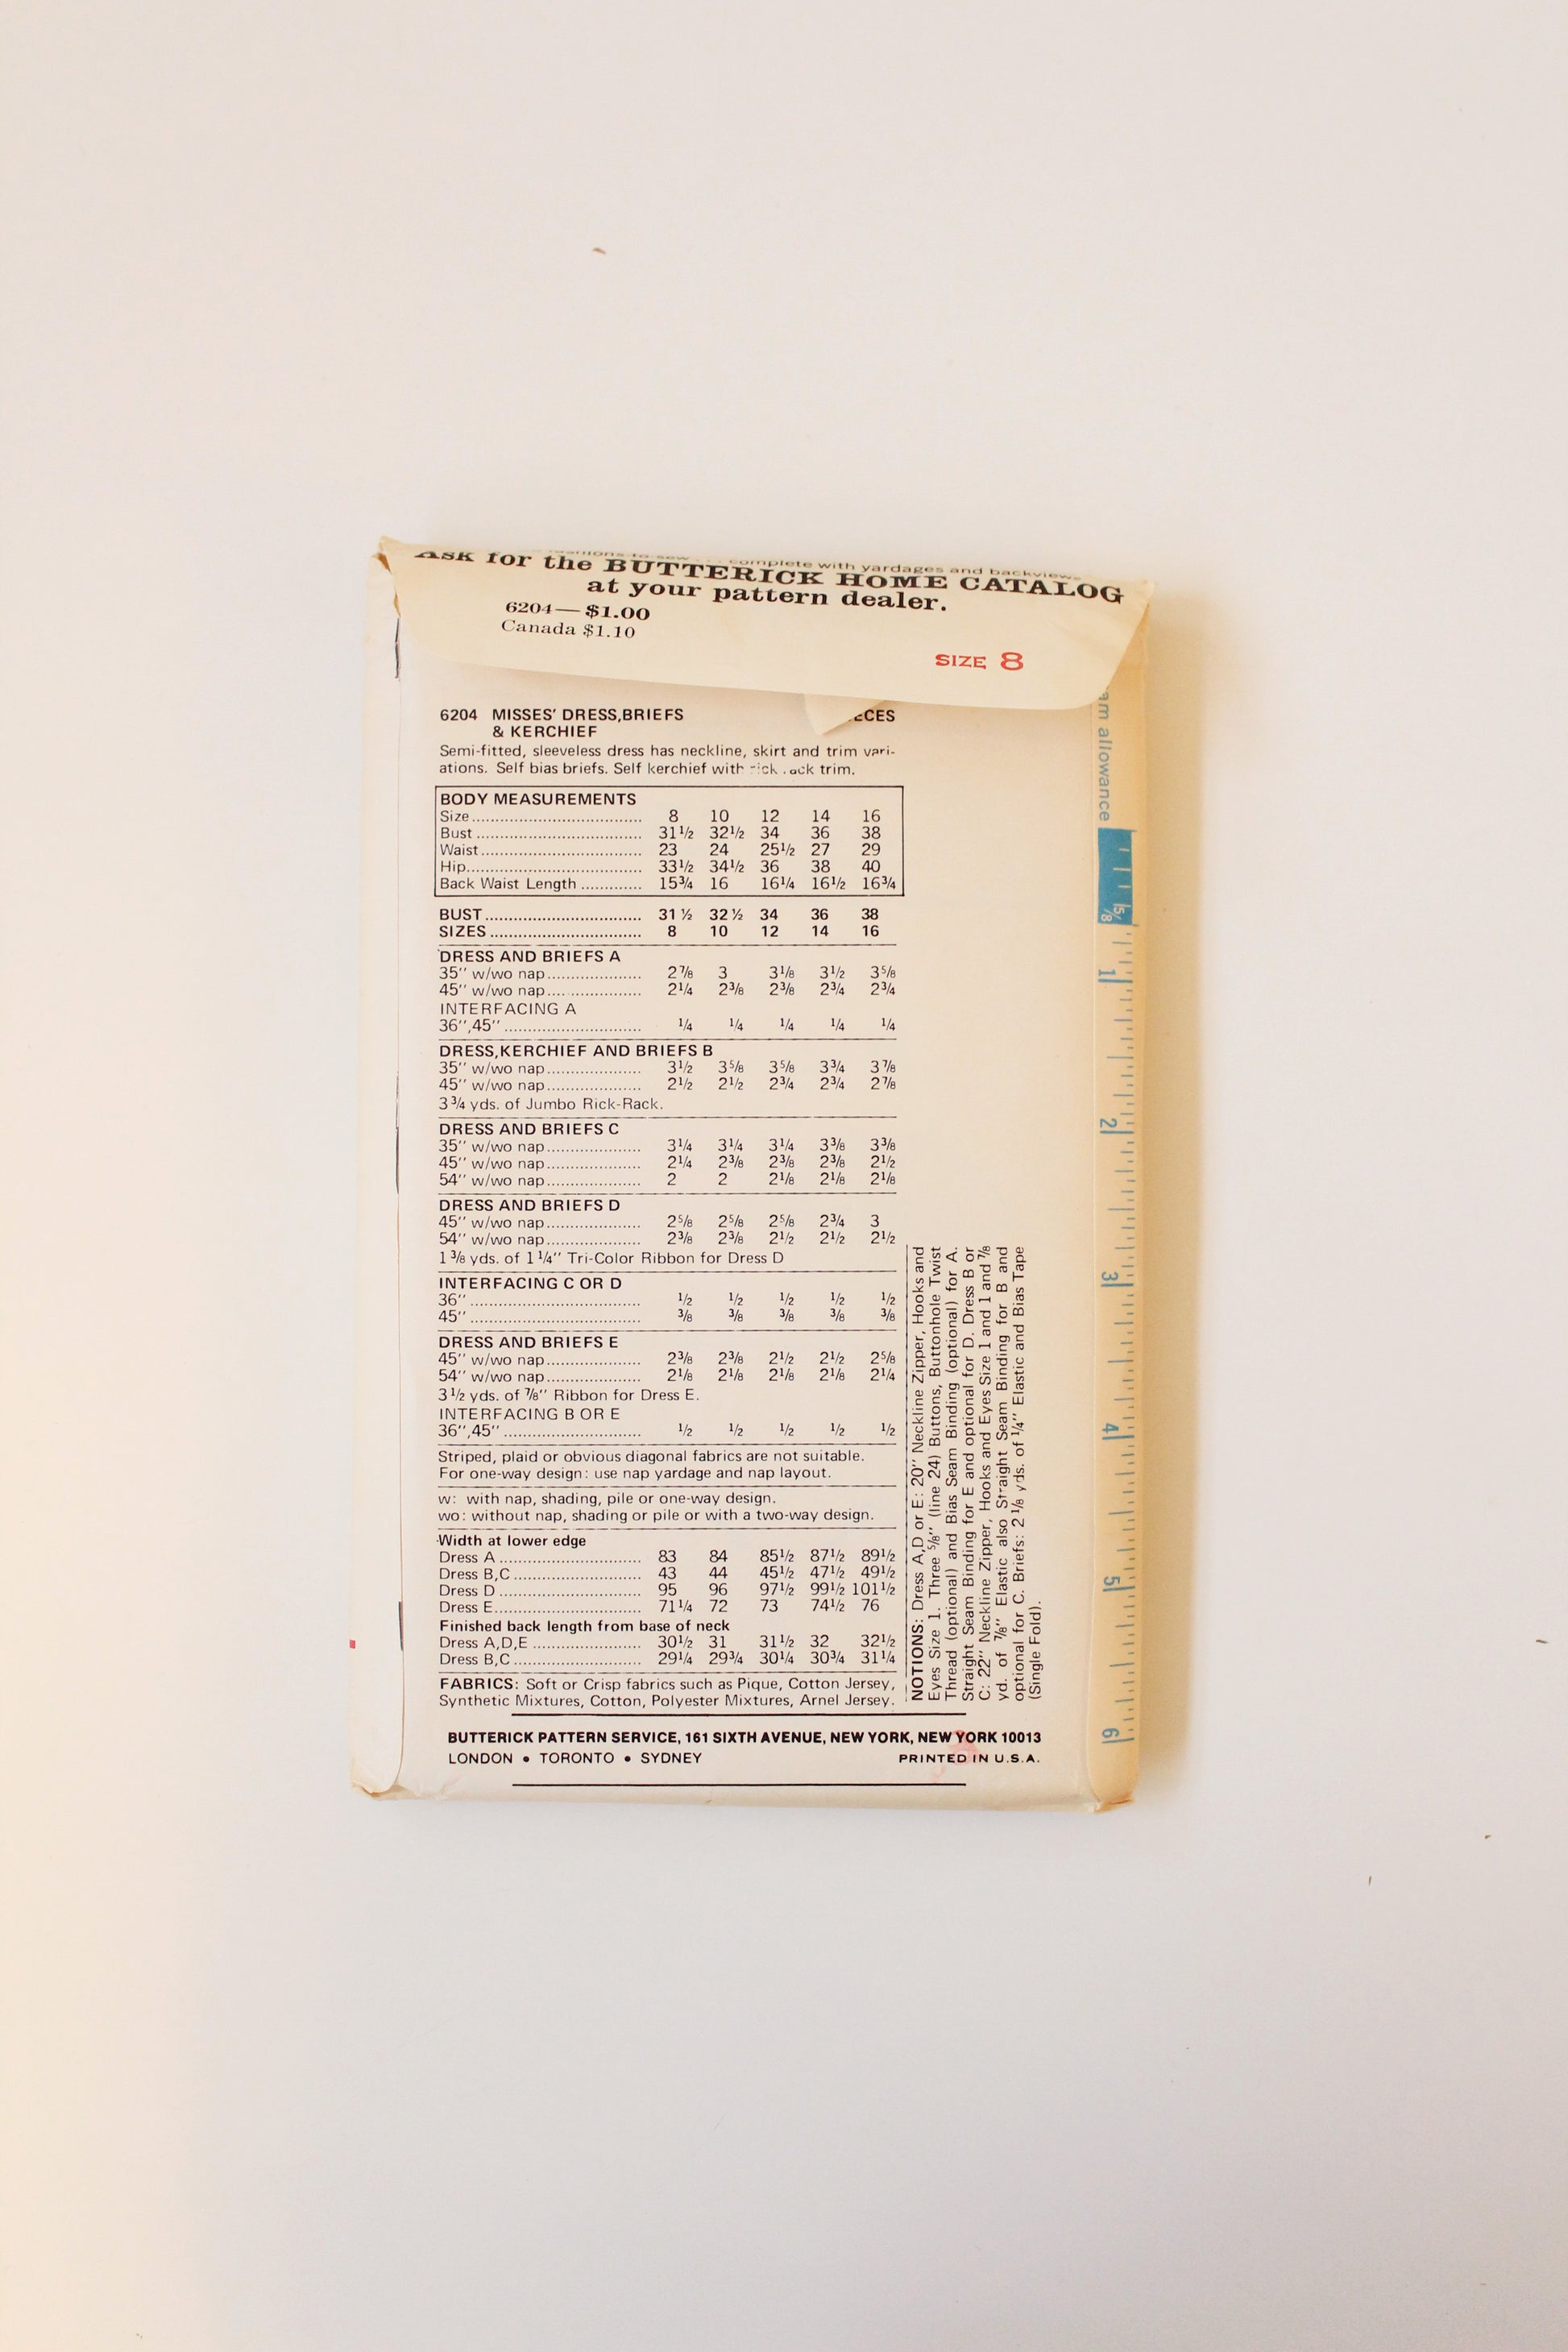 complete with yardages and
Ask for the BUTTERICK HOME CATALOG
at your pattern dealer.
6204—$1.00
Canada $1.10
SIZE 8
6204 MISSES' DRESS,BRIEFS
& KERCHIEF
Semi-fitted, sleeveless dress has neckline, skirt and trim vari-
ations. Self bias briefs. Self kerchief with trim.
BODY MEASUREMENTS
Size 8 10 12 14 16
Bust 31½ 32½ 34 36 38
Waist 23 24 25½ 27 29
Hip 33½ 34½ 36 38 40
Back Waist Length 15¾ 16 16¼ 16½ 16¾
BUST 31½ 32½ 34 36 38
SIZES 8 10 12 14 16
DRESS AND BRIEFS A
35'' w/wo nap 2⅞ 3 3⅛ 3½ 3⅝
45'' w/wo nap 2¼ 2⅜ 2⅜ 2¾ 2¾
INTERFACING A
36'',45'' ¼ ¼ ¼ ¼ ¼
DRESS,KERCHIEF AND BRIEFS B
35'' w/wo nap 3½ 3⅝ 3⅝ 3¾ 3⅞
45'' w/wo nap 2½ 2½ 2¾ 2¾ 2⅞
3¾ yds. of Jumbo Rick-Rack.
DRESS AND BRIEFS C
35'' w/wo nap 3¼ 3¼ 3¼ 3⅜ 3⅜
45'' w/wo nap 2¼ 2⅜ 2⅜ 2⅜ 2½
54'' w/wo nap 2 2 2⅛ 2⅛ 2⅛
DRESS AND BRIEFS D
45'' w/wo nap 2⅝ 2⅝ 2⅝ 2¾ 3
54'' w/wo nap 2⅜ 2⅜ 2½ 2½ 2½
1⅜ yds. of 1¼'' Tri-Color Ribbon for Dress D
INTERFACING C OR D
36'' ½ ½ ½ ½ ½
45'' ⅜ ⅜ ⅜ ⅜ ⅜
DRESS AND BRIEFS E
45'' w/wo nap 2⅜ 2⅜ 2½ 2½ 2⅝
54'' w/wo nap 2⅛ 2⅛ 2⅛ 2⅛ 2¼
3½ yds. of ⅞'' Ribbon for Dress E.
INTERFACING B OR E
36'',45'' ½ ½ ½ ½ ½
Striped, plaid or obvious diagonal fabrics are not suitable.
For one-way design: use nap yardage and nap layout.
w: with nap, shading, pile or one-way design.
wo: without nap, shading or pile or with a two-way design.
Width at lower edge
Dress A 83 84 85½ 87½ 89½
Dress B,C 43 44 45½ 47½ 49½
Dress D 95 96 97½ 99½ 101½
Dress E 71¼ 72 73 74½ 76
Finished back length from base of neck
Dress A,D,E 30½ 31 31½ 32 32½
Dress B,C 29¼ 29¾ 30¼ 30¾ 31¼
FABRICS: Soft or Crisp fabrics such as Pique, Cotton Jersey,
Synthetic Mixtures, Cotton, Polyester Mixtures, Arnel Jersey.
NOTIONS: Dress A,D or E: 20'' Neckline Zipper, Hooks and
Eyes Size 1. Three ⅝'' (line 24) Buttons, Buttonhole Twist
Thread (optional) and Bias Seam Binding (optional) for A.
Straight Seam Binding for E and optional for D. Dress B or
C: 22'' Neckline Zipper, Hooks and Eyes Size 1 and 1 and ⅞
yd. of ⅞'' Elastic also Straight Seam Binding for B and
optional for C. Briefs: 2⅛ yds. of ¼'' Elastic and Bias Tape
(Single Fold).
BUTTERICK PATTERN SERVICE, 161 SIXTH AVENUE, NEW YORK, NEW YORK 10013
LONDON • TORONTO • SYDNEY PRINTED IN U.S.A.
allowance
⅝
1
2
3
4
5
6